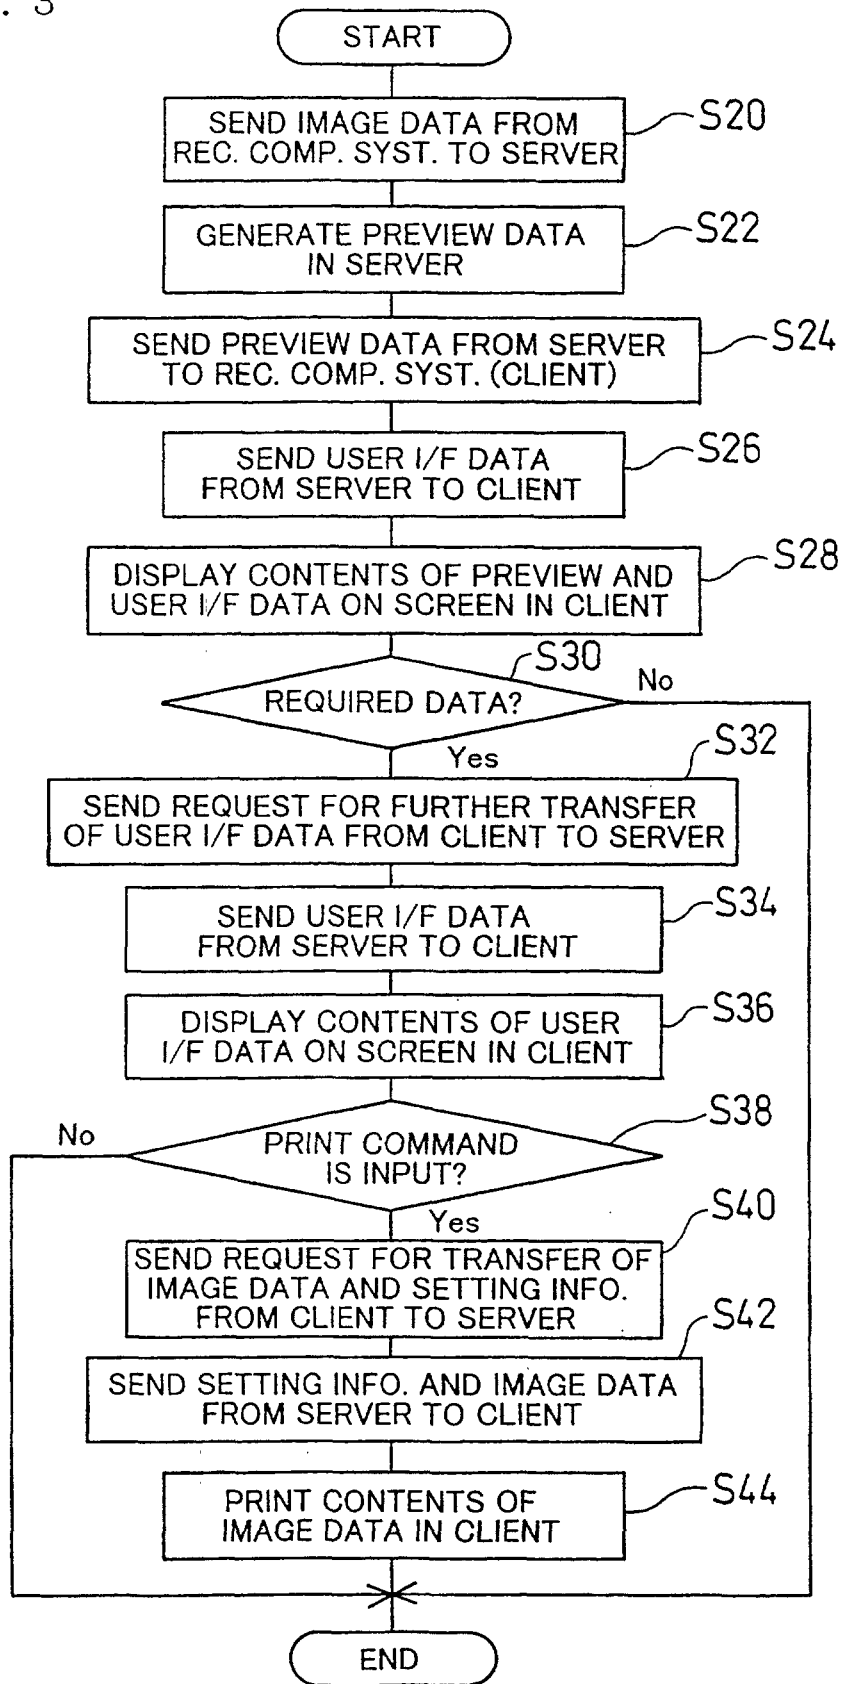 . 3
START
SEND IMAGE DATA FROM
REC. COMP. SYST. TO SERVER
S20
GENERATE PREVIEW DATA
IN SERVER
S22
SEND PREVIEW DATA FROM SERVER
TO REC. COMP. SYST. (CLIENT)
S24
SEND USER I/F DATA
FROM SERVER TO CLIENT
S26
DISPLAY CONTENTS OF PREVIEW AND
USER I/F DATA ON SCREEN IN CLIENT
S28
REQUIRED DATA?
S30
No
Yes
SEND REQUEST FOR FURTHER TRANSFER
OF USER I/F DATA FROM CLIENT TO SERVER
S32
SEND USER I/F DATA
FROM SERVER TO CLIENT
S34
DISPLAY CONTENTS OF USER
I/F DATA ON SCREEN IN CLIENT
S36
PRINT COMMAND
IS INPUT?
S38
No
Yes
SEND REQUEST FOR TRANSFER OF
IMAGE DATA AND SETTING INFO.
FROM CLIENT TO SERVER
S40
SEND SETTING INFO. AND IMAGE DATA
FROM SERVER TO CLIENT
S42
PRINT CONTENTS OF
IMAGE DATA IN CLIENT
S44
END